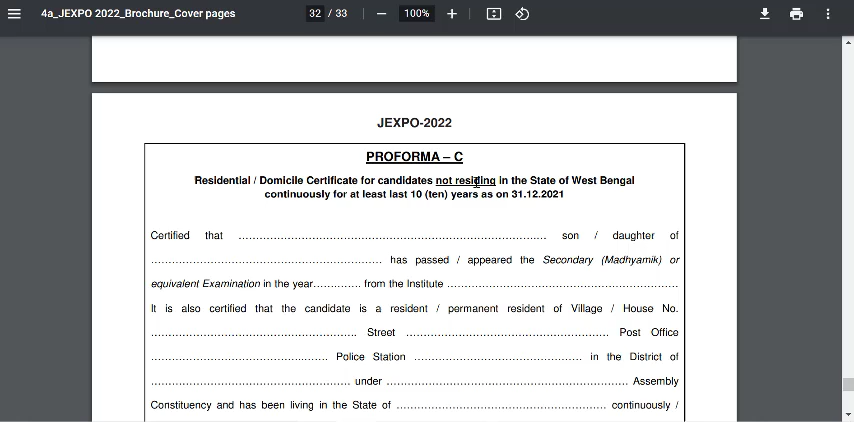 4a_JEXPO 2022_Brochure_Cover pages 32 / 33 100%
JEXPO-2022
PROFORMA – C
Residential / Domicile Certificate for candidates not residing in the State of West Bengal
continuously for at least last 10 (ten) years as on 31.12.2021
Certified that ………………………………………………………………………….… son / daughter of
………………………………………………………… has passed / appeared the Secondary (Madhyamik) or
equivalent Examination in the year………….. from the Institute …………………………………………………………
It is also certified that the candidate is a resident / permanent resident of Village / House No.
………………………………………………….. Street …………………………………………………. Post Office
…………………………………………. Police Station ………………………………………… in the District of
………………………………………………… under …………………………………………………………… Assembly
Constituency and has been living in the State of …………………………………………………… continuously /